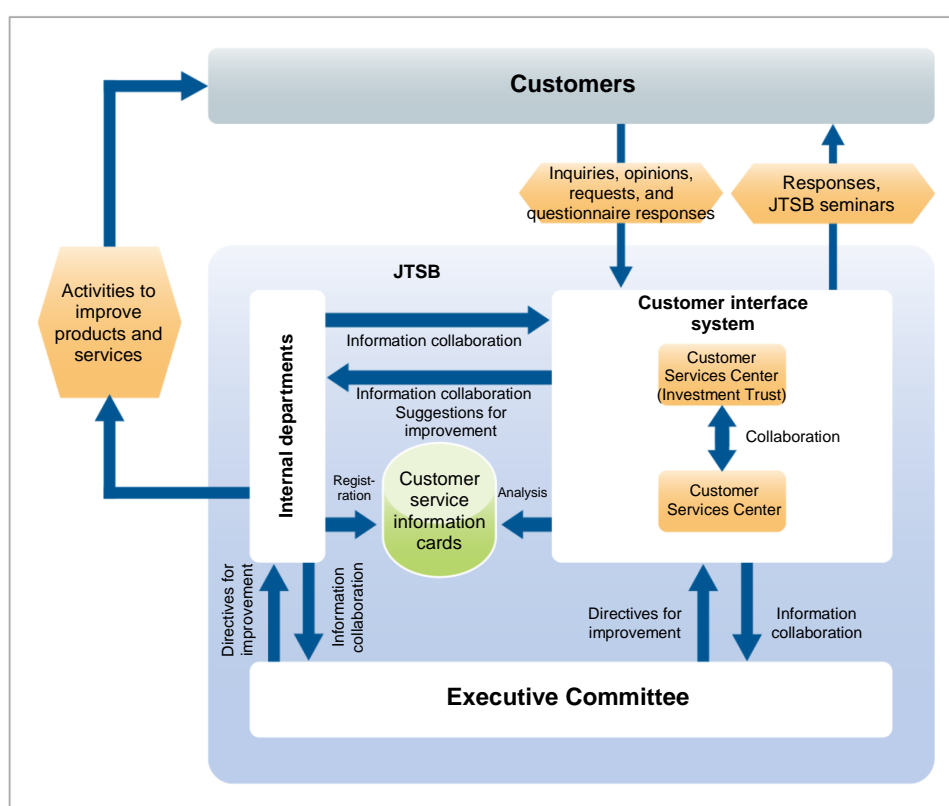 Customers
Inquiries, opinions,
requests, and
questionnaire responses
Responses,
JTSB seminars
JTSB
Activities to
improve
products and
services
Internal departments
Information collaboration
Information collaboration
Suggestions for
improvement
Customer interface
system
Customer
Services Center
(Investment Trust)
Collaboration
Customer
Services Center
Regist-
ration
Customer
service
information
cards
Analysis
Directives for
improvement
Information
collaboration
Directives for
improvement
Information
collaboration
Executive Committee